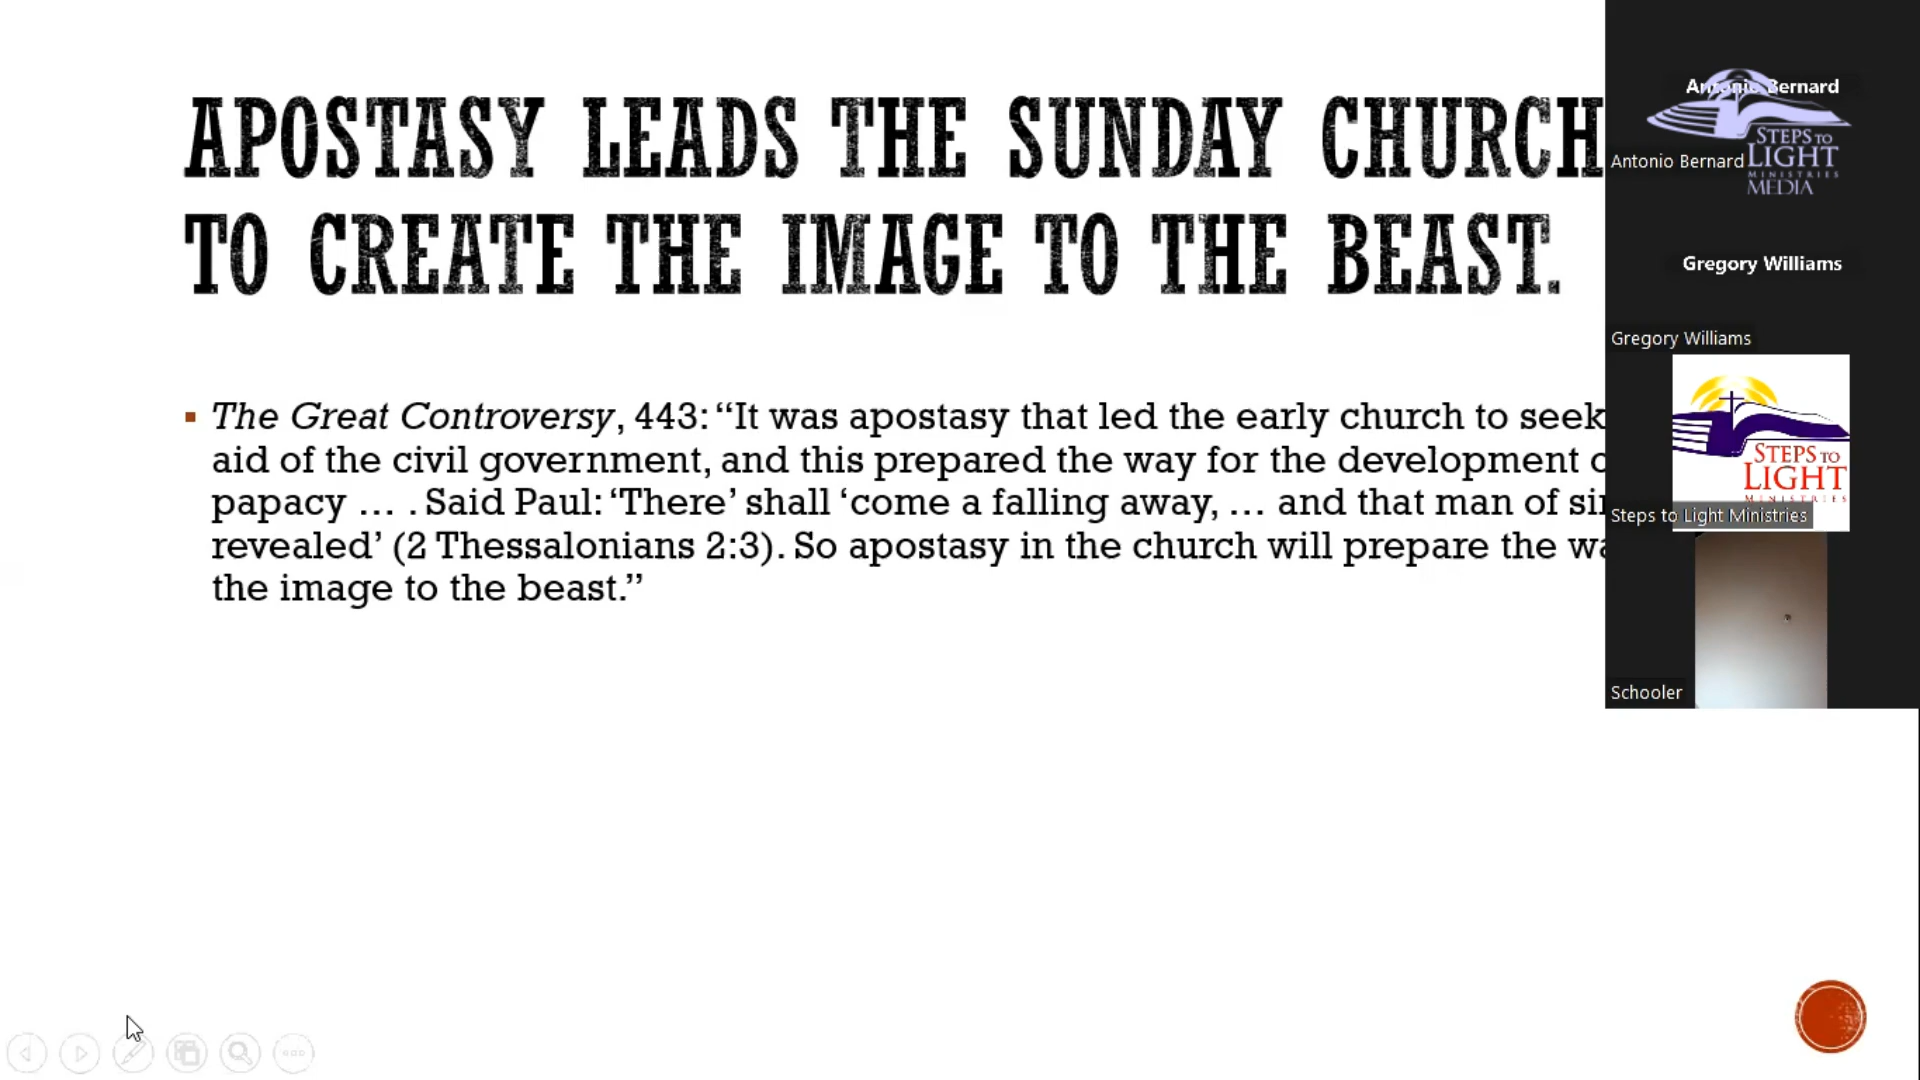 APOSTASY LEADS THE SUNDAY CHURCH
TO CREATE THE IMAGE TO THE BEAST.
The Great Controversy, 443: “It was apostasy that led the early church to seek
aid of the civil government, and this prepared the way for the development
papacy … . Said Paul: ‘There’ shall ‘come a falling away, … and that man of
revealed’ (2 Thessalonians 2:3). So apostasy in the church will prepare the
the image to the beast.”
Antonio Bernard
STEPS TO
LIGHT
MINISTRIES
MEDIA
Antonio Bernard
Gregory Williams
Gregory Williams
STEPS TO
LIGHT
MINISTRIES
Steps to Light Ministries
Schooler